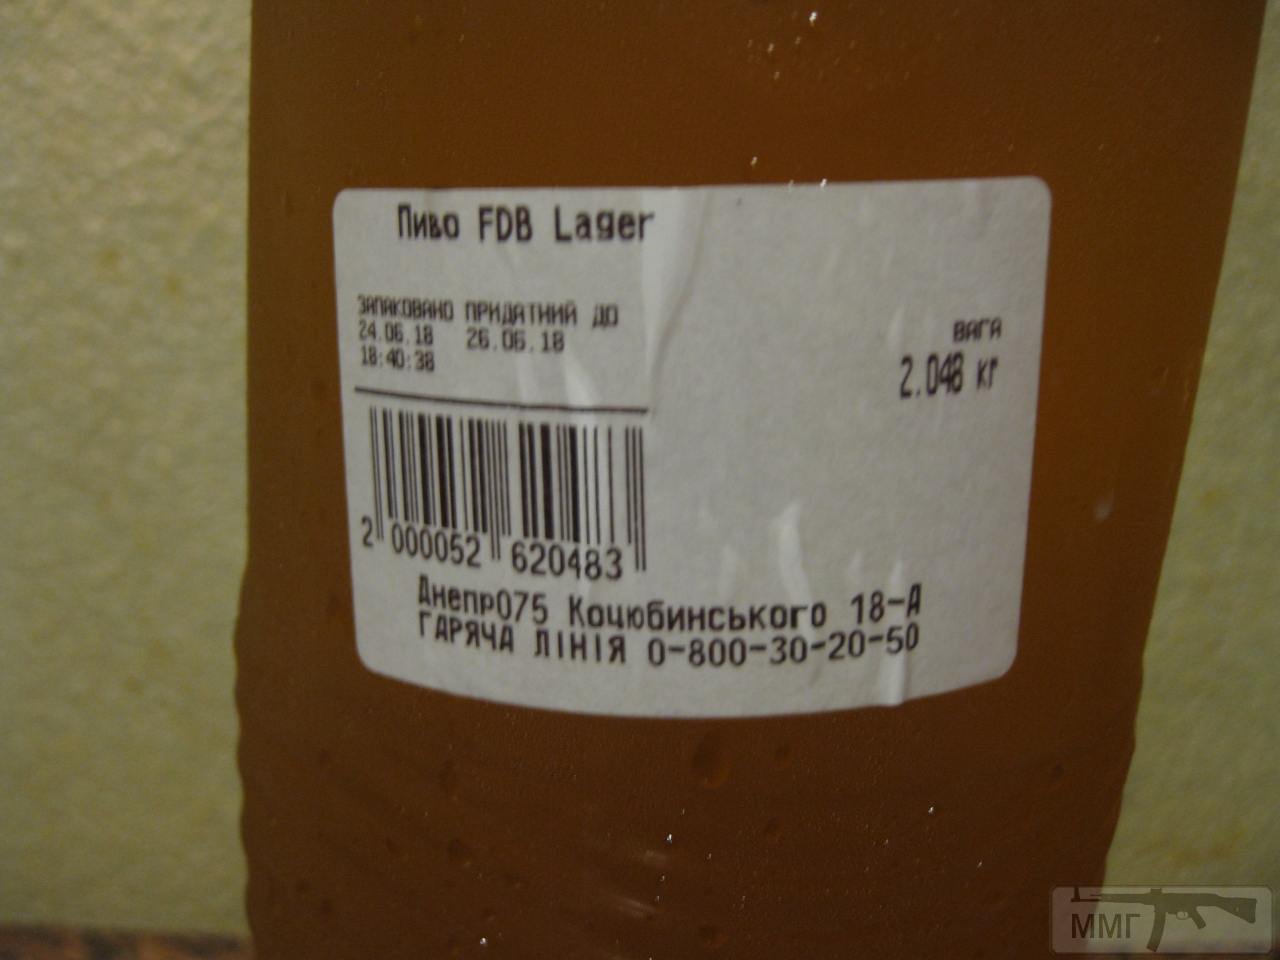 Пиво FDB Lager
ЗАПАКОВАНО ПРИДАТНИЙ ДО
24.06.18 26.06.18
18:40:38
ВАГА
2.048 кг
2 000052 620483
Днепр075 Коцюбинського 18-А
ГАРЯЧА ЛІНІЯ 0-800-30-20-50
ММГ